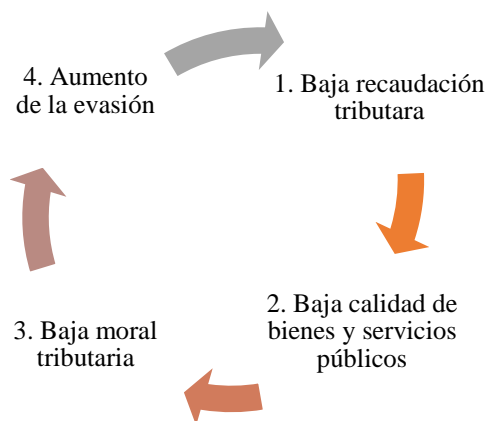 1. Baja recaudación
tributara
2. Baja calidad de
bienes y servicios
públicos
3. Baja moral
tributaria
4. Aumento
de la evasión